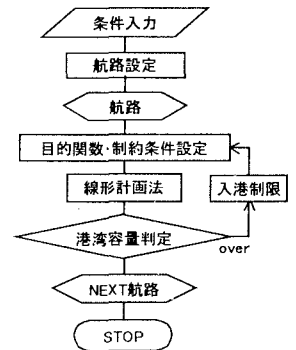 条件入力
航路設定
航路
目的関数・制約条件設定
線形計画法
入港制限
港湾容量判定
over
NEXT航路
STOP